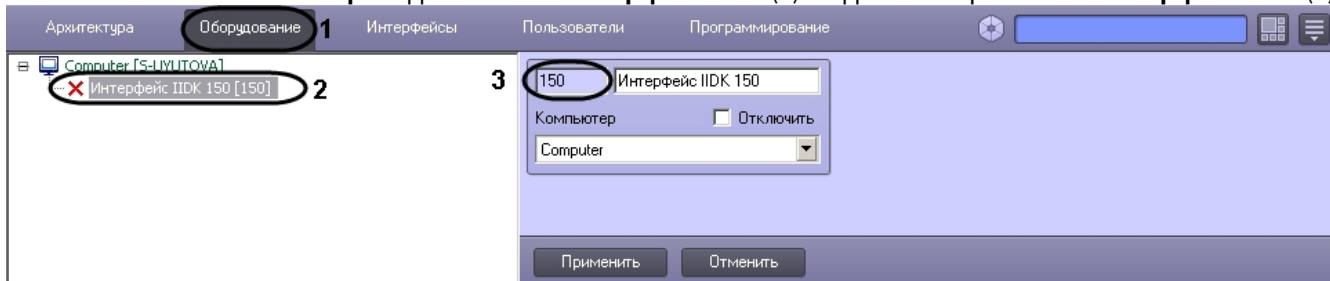 Архитектура Оборудование 1 Интерфейсы Пользователи Программирование
Computer [S-UYUTOVA]
Интерфейс IIDK 150 [150] 2
3 150 Интерфейс IIDK 150
Компьютер Отключить
Computer
Применить Отменить